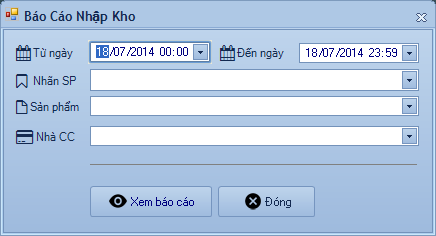 Báo Cáo Nhập Kho
Từ ngày 18/07/2014 00:00 Đến ngày 18/07/2014 23:59
Nhãn SP
Sản phẩm
Nhà CC
Xem báo cáo Đóng